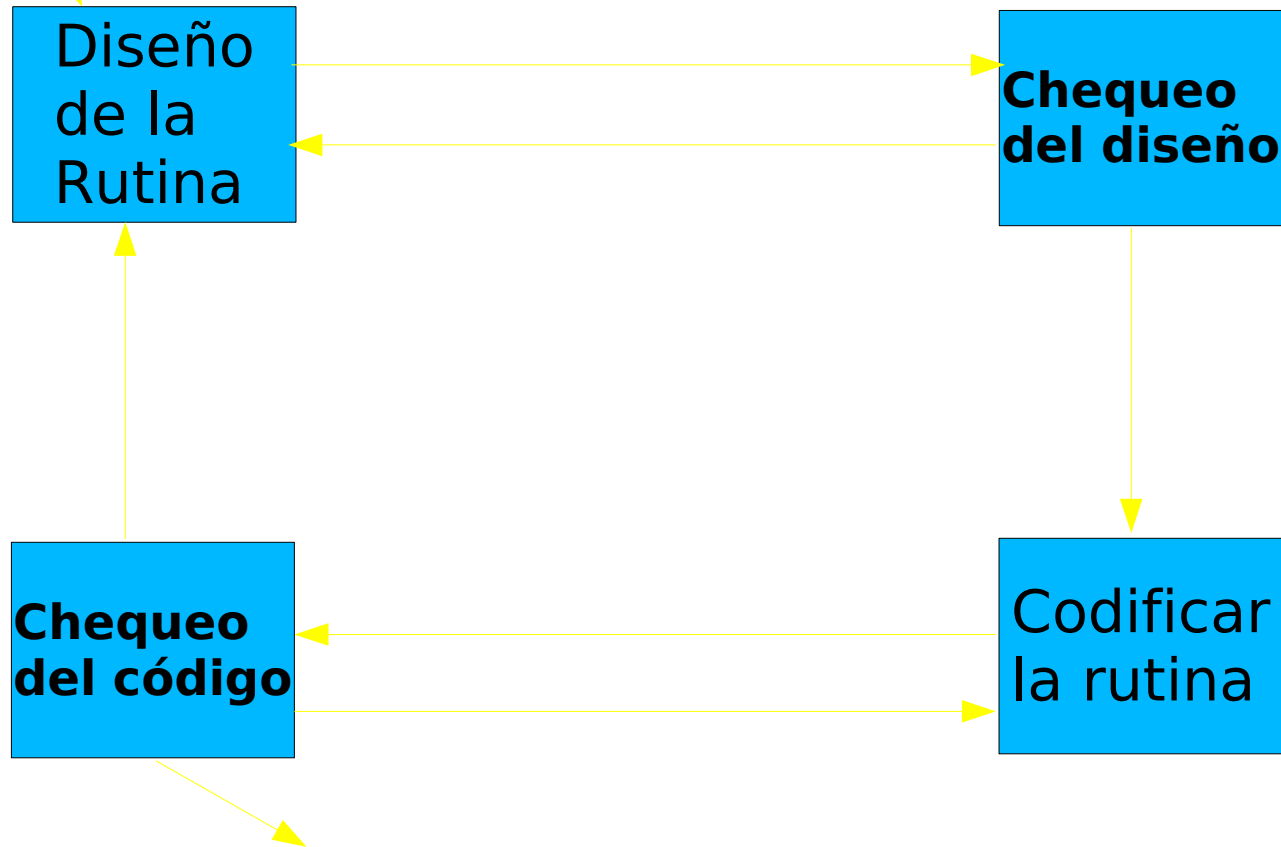 Diseño
de la
Rutina
Chequeo
del diseño
Chequeo
del código
Codificar
la rutina